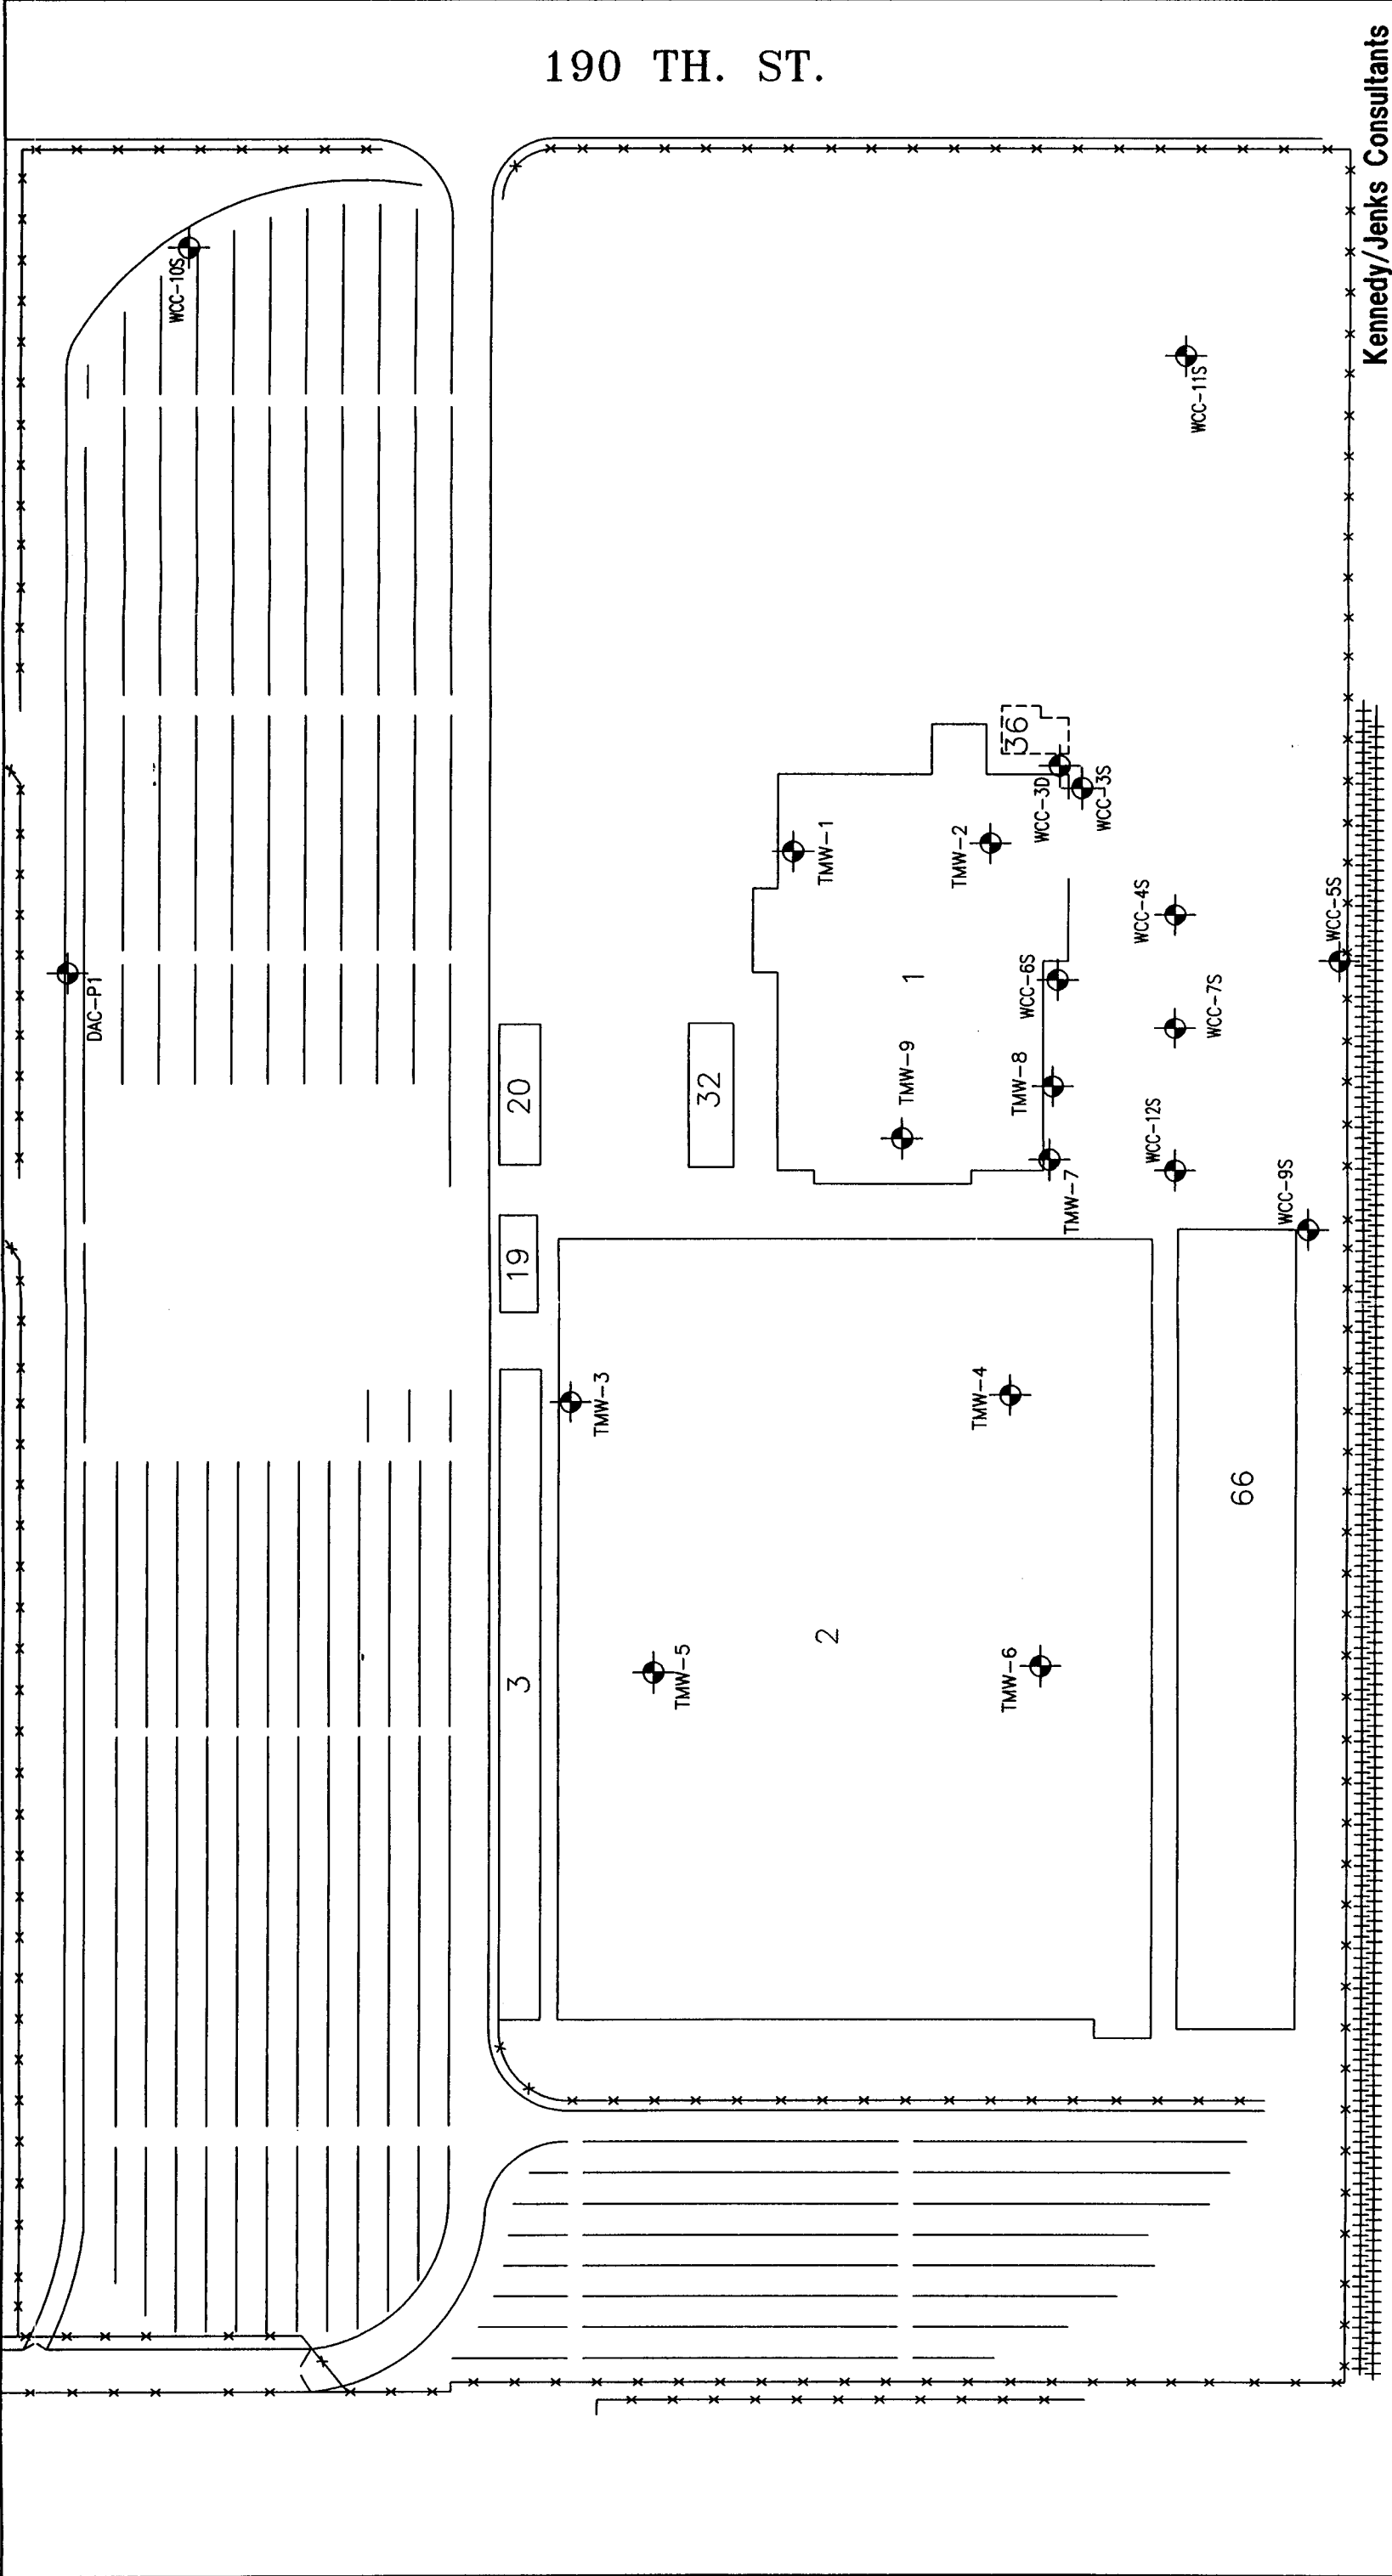 190 TH. ST.
Kennedy/Jenks Consultants
WCC-10S
WCC-11S
36
WCC-3D
WCC-3S
TMW-1
TMW-2
WCC-4S
WCC-5S
DAC-P1
WCC-6S
1
WCC-7S
20
32
TMW-9
TMW-8
WCC-12S
TMW-7
WCC-9S
19
TMW-3
TMW-4
66
3
2
TMW-5
TMW-6